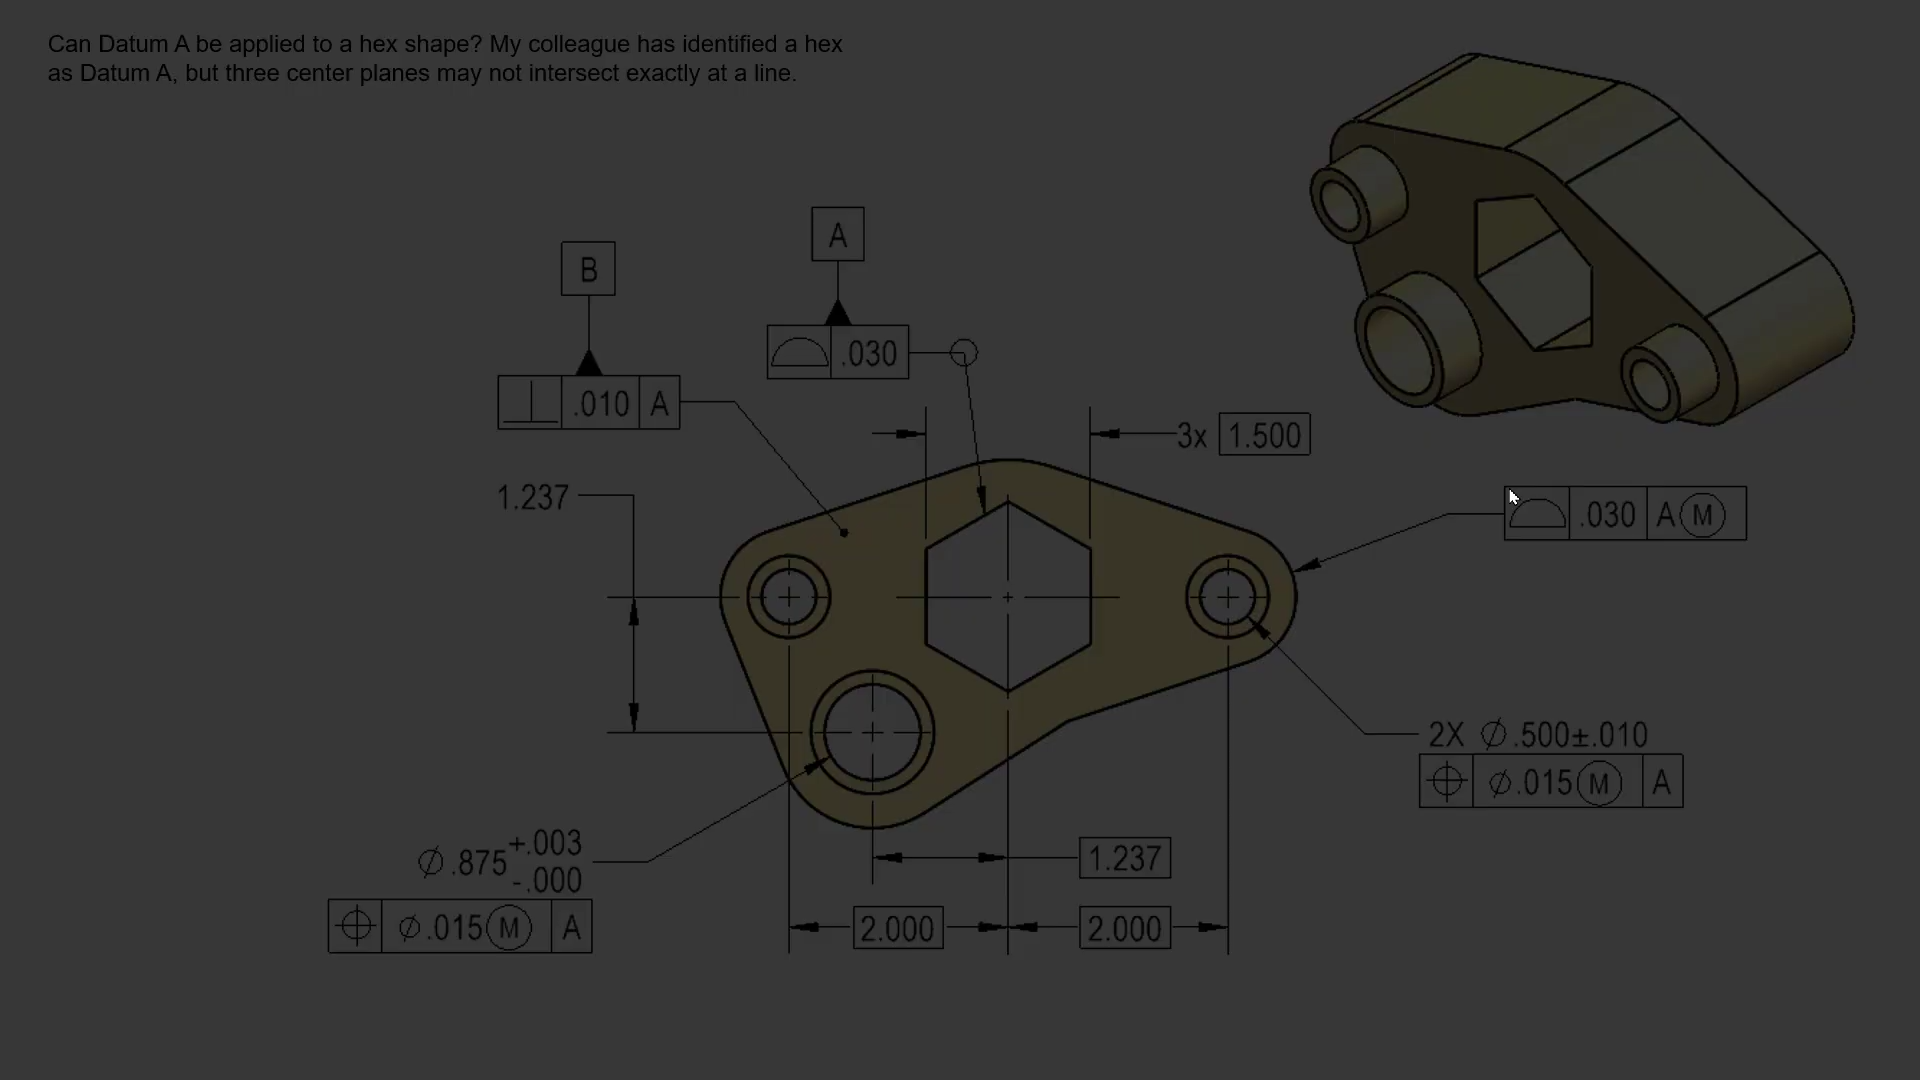 Can Datum A be applied to a hex shape? My colleague has identified a hex
as Datum A, but three center planes may not intersect exactly at a line.
A
B
.030
.010 A
3x 1.500
1.237
.030 A Ⓜ
2X ⌀.500±.010
⌀.015 Ⓜ A
⌀.875 +.003
-.000
1.237
⌀.015 Ⓜ A
2.000 2.000